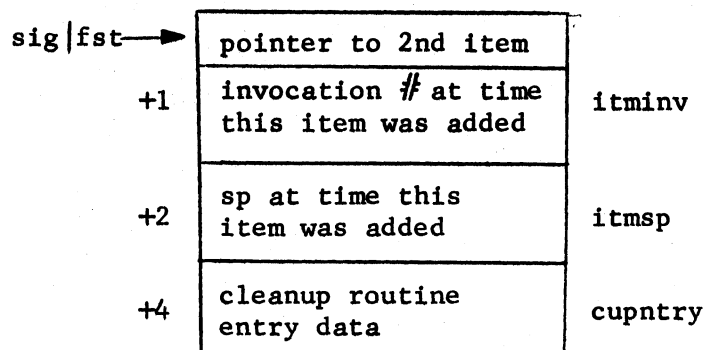 sig|fst
pointer to 2nd item
+1
invocation # at time
this item was added
itminv
+2
sp at time this
item was added
itmsp
+4
cleanup routine
entry data
cupntry